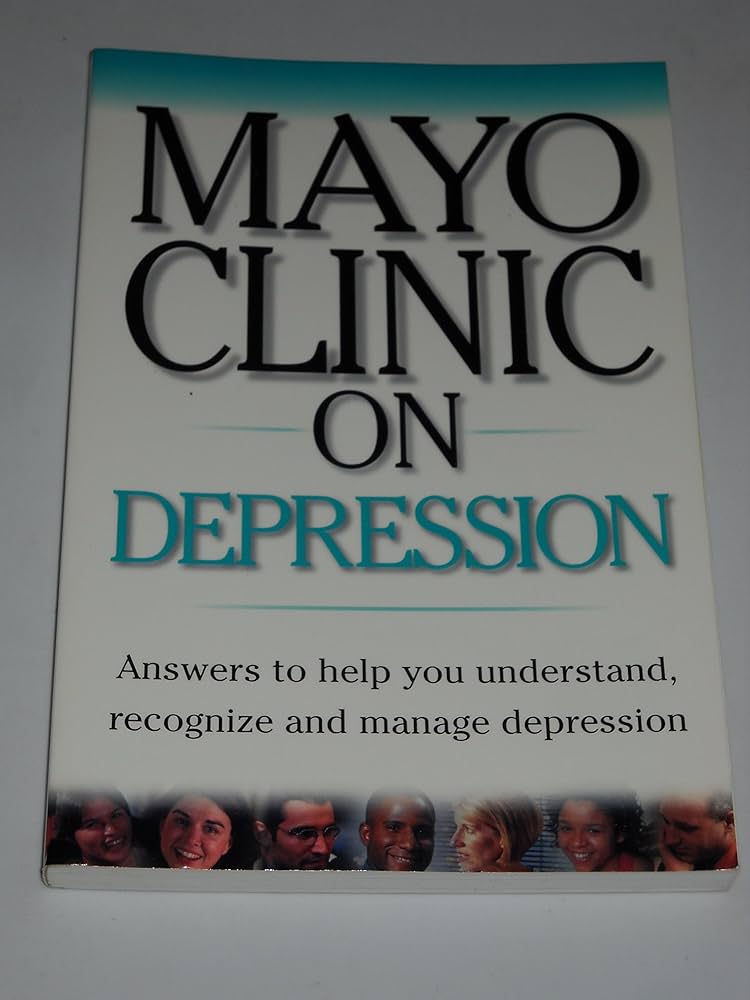 MAYO
CLINIC
ON
DEPRESSION
Answers to help you understand,
recognize and manage depression